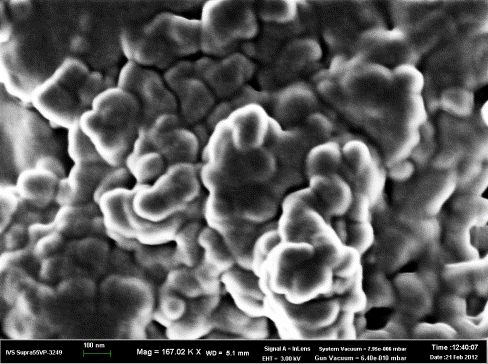 100 nm
IVS Supra55VP-3249
Mag = 167.02 K X WD = 5.1 mm
Signal A = InLens System Vacuum = 7.95e-006 mbar Time :12:40:07
EHT = 3.00 kV Gun Vacuum = 6.40e-010 mbar Date :21 Feb 2012